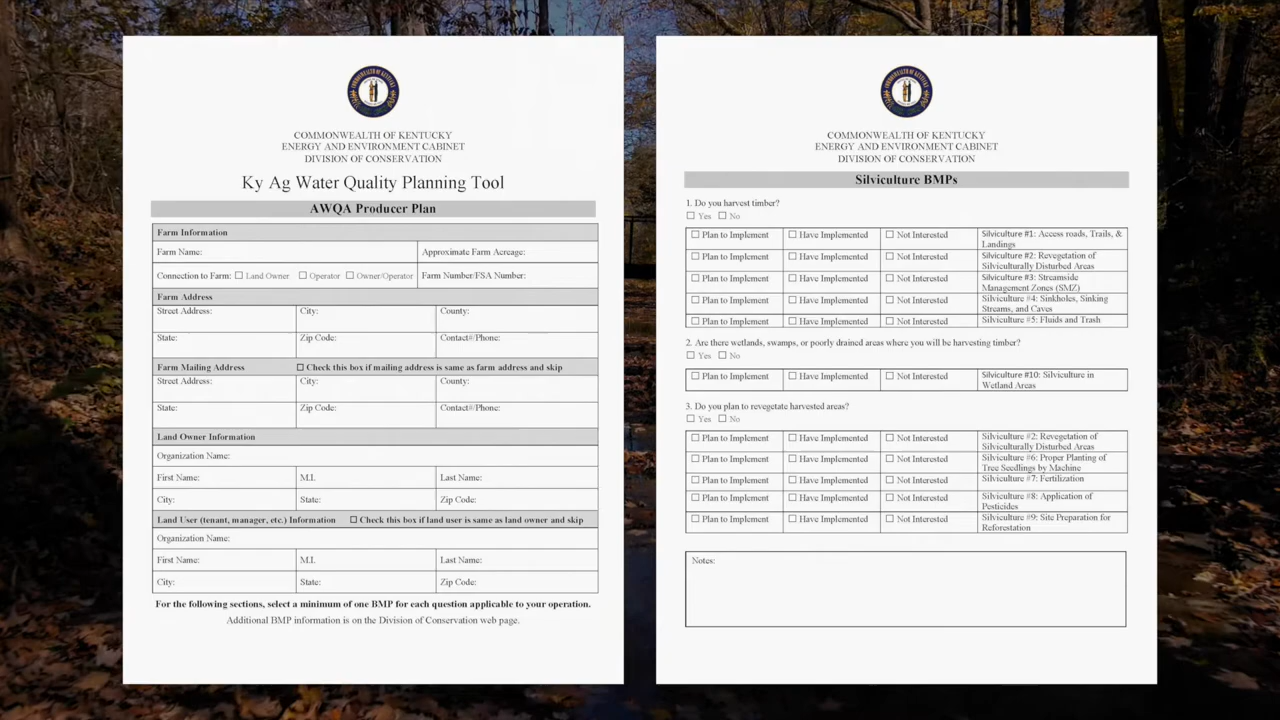 COMMONWEALTH OF KENTUCKY
ENERGY AND ENVIRONMENT CABINET
DIVISION OF CONSERVATION
Ky Ag Water Quality Planning Tool
AWQA Producer Plan
Farm Information
Farm Name: Approximate Farm Acreage:
Connection to Farm: ☐ Land Owner ☐ Operator ☐ Owner/Operator Farm Number/FSA Number:
Farm Address
Street Address: City: County:
State: Zip Code: Contact#/Phone:
Farm Mailing Address ☐ Check this box if mailing address is same as farm address and skip
Street Address: City: County:
State: Zip Code: Contact#/Phone:
Land Owner Information
Organization Name:
First Name: M.I. Last Name:
City: State: Zip Code:
Land User (tenant, manager, etc.) Information ☐ Check this box if land user is same as land owner and skip
Organization Name:
First Name: M.I. Last Name:
City: State: Zip Code:
For the following sections, select a minimum of one BMP for each question applicable to your operation.
Additional BMP information is on the Division of Conservation web page.
COMMONWEALTH OF KENTUCKY
ENERGY AND ENVIRONMENT CABINET
DIVISION OF CONSERVATION
Silviculture BMPs
1. Do you harvest timber?
☐ Yes ☐ No
☐ Plan to Implement ☐ Have Implemented ☐ Not Interested Silviculture #1: Access roads, Trails, &
Landings
☐ Plan to Implement ☐ Have Implemented ☐ Not Interested Silviculture #2: Revegetation of
Silviculturally Disturbed Areas
☐ Plan to Implement ☐ Have Implemented ☐ Not Interested Silviculture #3: Streamside
Management Zones (SMZ)
☐ Plan to Implement ☐ Have Implemented ☐ Not Interested Silviculture #4: Sinkholes, Sinking
Streams, and Caves
☐ Plan to Implement ☐ Have Implemented ☐ Not Interested Silviculture #5: Fluids and Trash
2. Are there wetlands, swamps, or poorly drained areas where you will be harvesting timber?
☐ Yes ☐ No
☐ Plan to Implement ☐ Have Implemented ☐ Not Interested Silviculture #10: Silviculture in
Wetland Areas
3. Do you plan to revegetate harvested areas?
☐ Yes ☐ No
☐ Plan to Implement ☐ Have Implemented ☐ Not Interested Silviculture #2: Revegetation of
Silviculturally Disturbed Areas
☐ Plan to Implement ☐ Have Implemented ☐ Not Interested Silviculture #6: Proper Planting of
Tree Seedlings by Machine
☐ Plan to Implement ☐ Have Implemented ☐ Not Interested Silviculture #7: Fertilization
☐ Plan to Implement ☐ Have Implemented ☐ Not Interested Silviculture #8: Application of
Pesticides
☐ Plan to Implement ☐ Have Implemented ☐ Not Interested Silviculture #9: Site Preparation for
Reforestation
Notes: